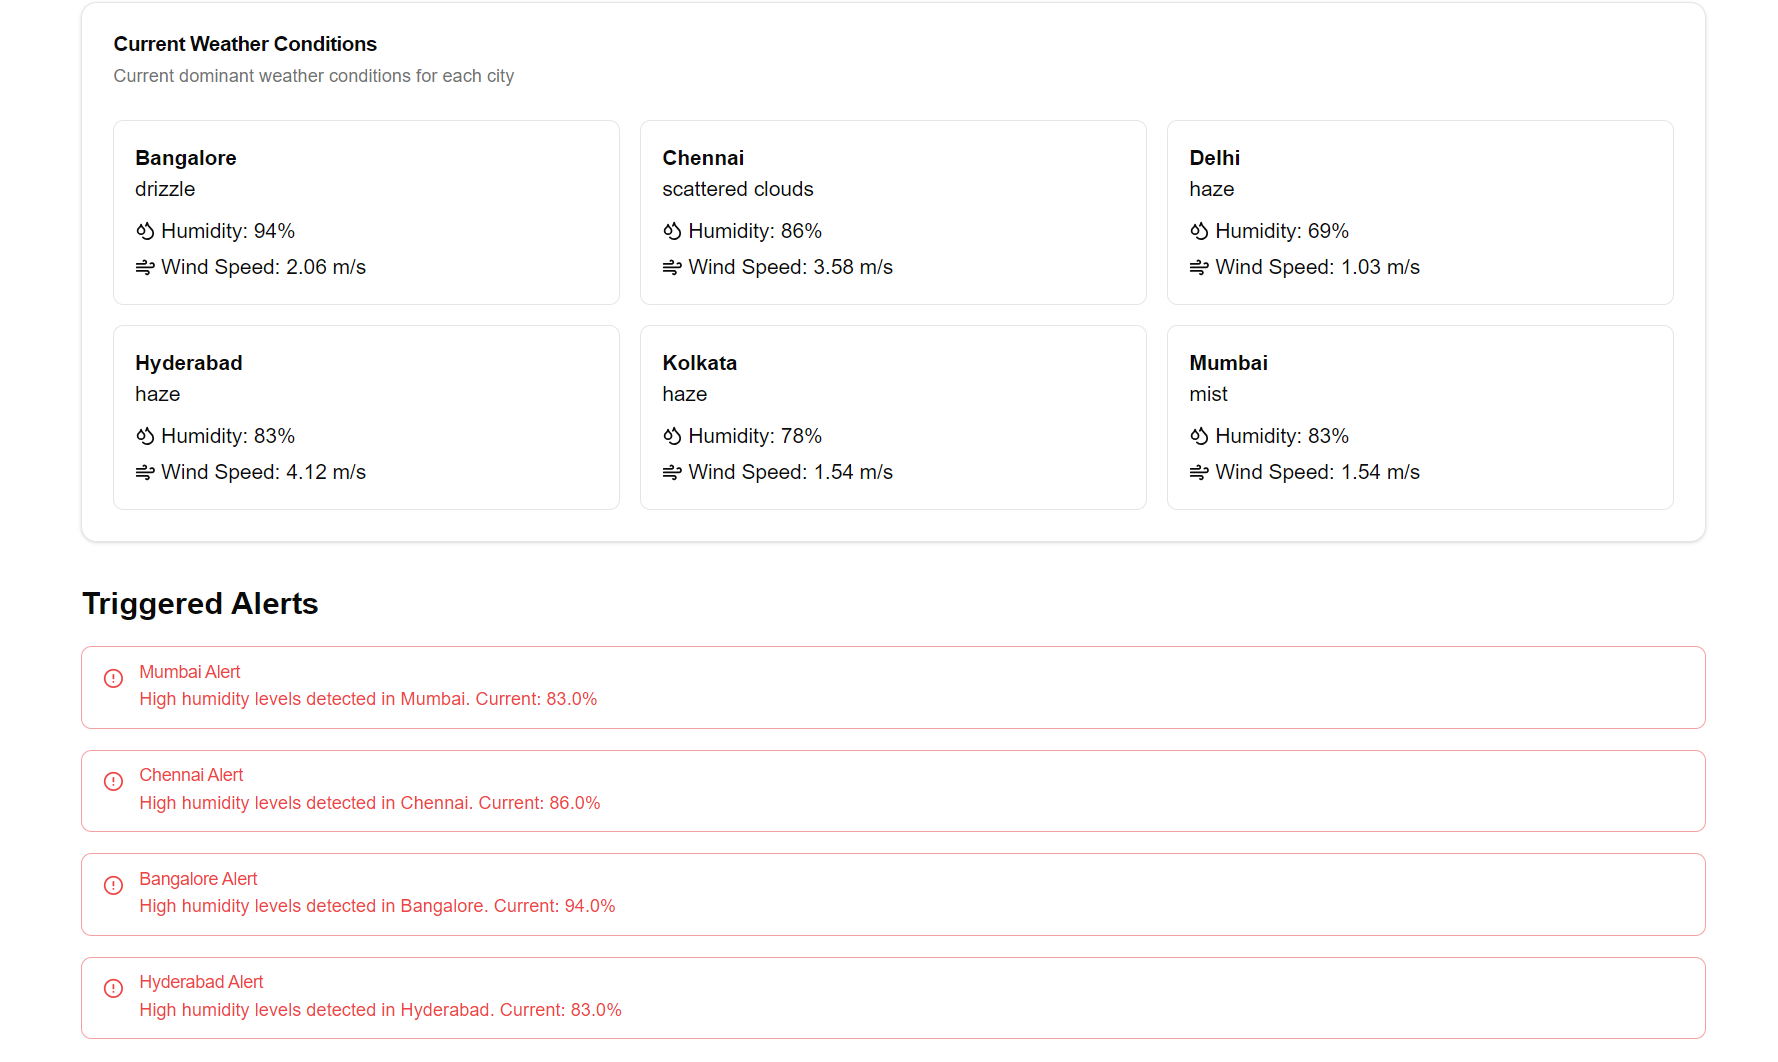 Current Weather Conditions
Current dominant weather conditions for each city
Bangalore
drizzle
Humidity: 94%
Wind Speed: 2.06 m/s
Chennai
scattered clouds
Humidity: 86%
Wind Speed: 3.58 m/s
Delhi
haze
Humidity: 69%
Wind Speed: 1.03 m/s
Hyderabad
haze
Humidity: 83%
Wind Speed: 4.12 m/s
Kolkata
haze
Humidity: 78%
Wind Speed: 1.54 m/s
Mumbai
mist
Humidity: 83%
Wind Speed: 1.54 m/s
Triggered Alerts
Mumbai Alert
High humidity levels detected in Mumbai. Current: 83.0%
Chennai Alert
High humidity levels detected in Chennai. Current: 86.0%
Bangalore Alert
High humidity levels detected in Bangalore. Current: 94.0%
Hyderabad Alert
High humidity levels detected in Hyderabad. Current: 83.0%